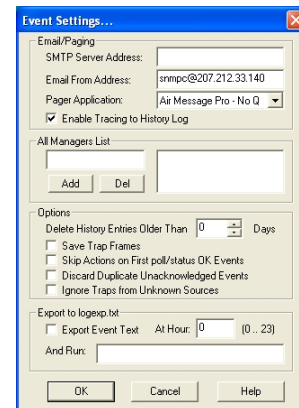 Event Settings...
Email/Paging
SMTP Server Address:
Email From Address: snmpc@207.212.33.140
Pager Application: Air Message Pro - No Q
Enable Tracing to History Log
All Managers List
Add Del
Options
Delete History Entries Older Than 0 Days
Save Trap Frames
Skip Actions on First poll/status OK Events
Discard Duplicate Unacknowledged Events
Ignore Traps from Unknown Sources
Export to logexp.txt
Export Event Text At Hour: 0 (0 .. 23)
And Run:
OK Cancel Help